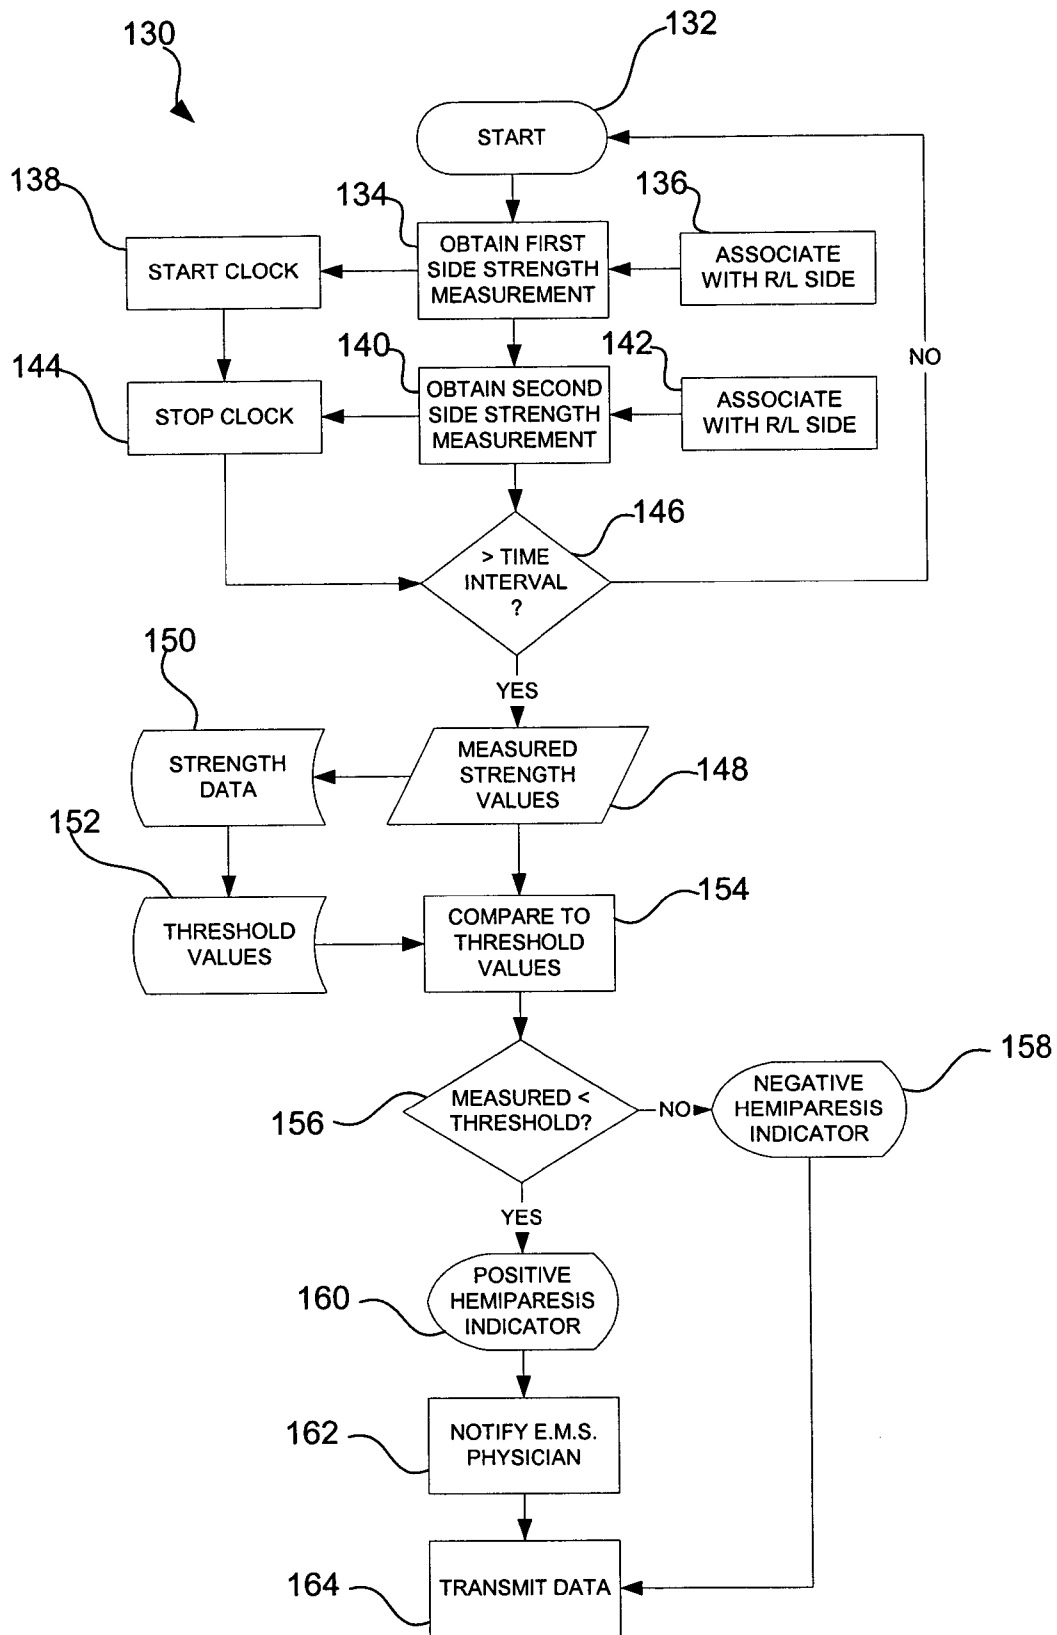 130
132
START
138
134
136
START CLOCK
OBTAIN FIRST
SIDE STRENGTH
MEASUREMENT
ASSOCIATE
WITH R/L SIDE
144
140
142
NO
STOP CLOCK
OBTAIN SECOND
SIDE STRENGTH
MEASUREMENT
ASSOCIATE
WITH R/L SIDE
146
> TIME
INTERVAL
?
YES
150
STRENGTH
DATA
MEASURED
STRENGTH
VALUES
148
152
THRESHOLD
VALUES
COMPARE TO
THRESHOLD
VALUES
154
156
MEASURED <
THRESHOLD?
NO
NEGATIVE
HEMIPARESIS
INDICATOR
158
YES
160
POSITIVE
HEMIPARESIS
INDICATOR
162
NOTIFY E.M.S.
PHYSICIAN
164
TRANSMIT DATA